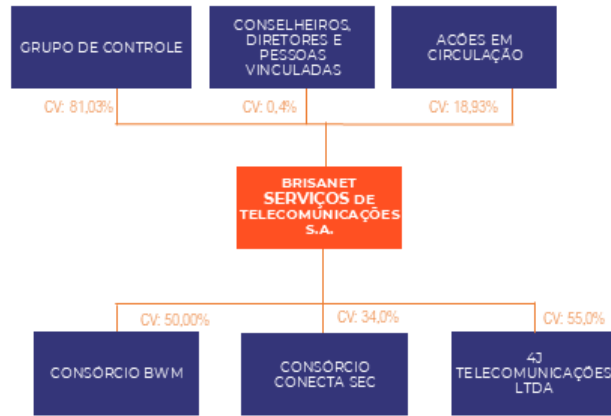 GRUPO DE CONTROLE
CONSELHEIROS,
DIRETORES E
PESSOAS
VINCULADAS
ACÕES EM
CIRCULAÇÃO
CV: 81,03%
CV: 0,4%
CV: 18,93%
BRISANET
SERVIÇOS DE
TELECOMUNICAÇÕES
S.A.
CV: 50,00%
CV: 34,0%
CV: 55,0%
CONSÓRCIO BWM
CONSÓRCIO
CONECTA SEC
4J
TELECOMUNICAÇÕES
LTDA